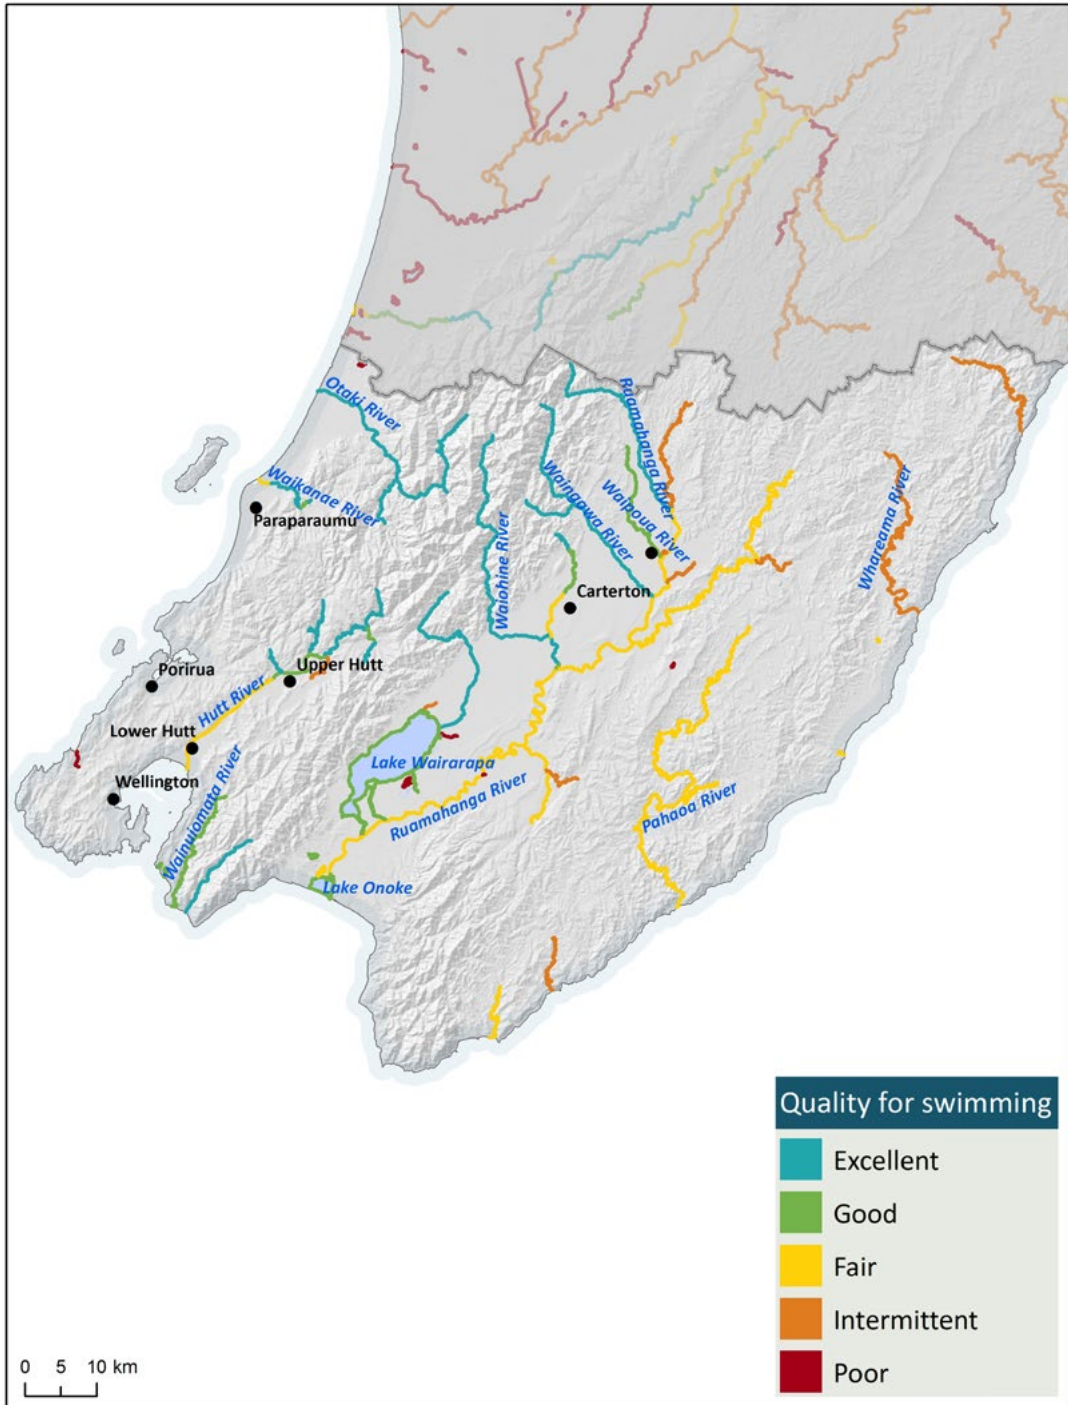 Otaki River
Raamahanga River
Waikanae River
Paraparaumu
Waingawa River
Waipoua River
Waiohine River
Whareama River
Carterton
Porirua
Upper Hutt
Hutt River
Lower Hutt
Wellington
Wainuiomata River
Lake Wairarapa
Ruamahanga River
Pahaoa River
Lake Onoke
Quality for swimming
Excellent
Good
Fair
Intermittent
Poor
0 5 10 km